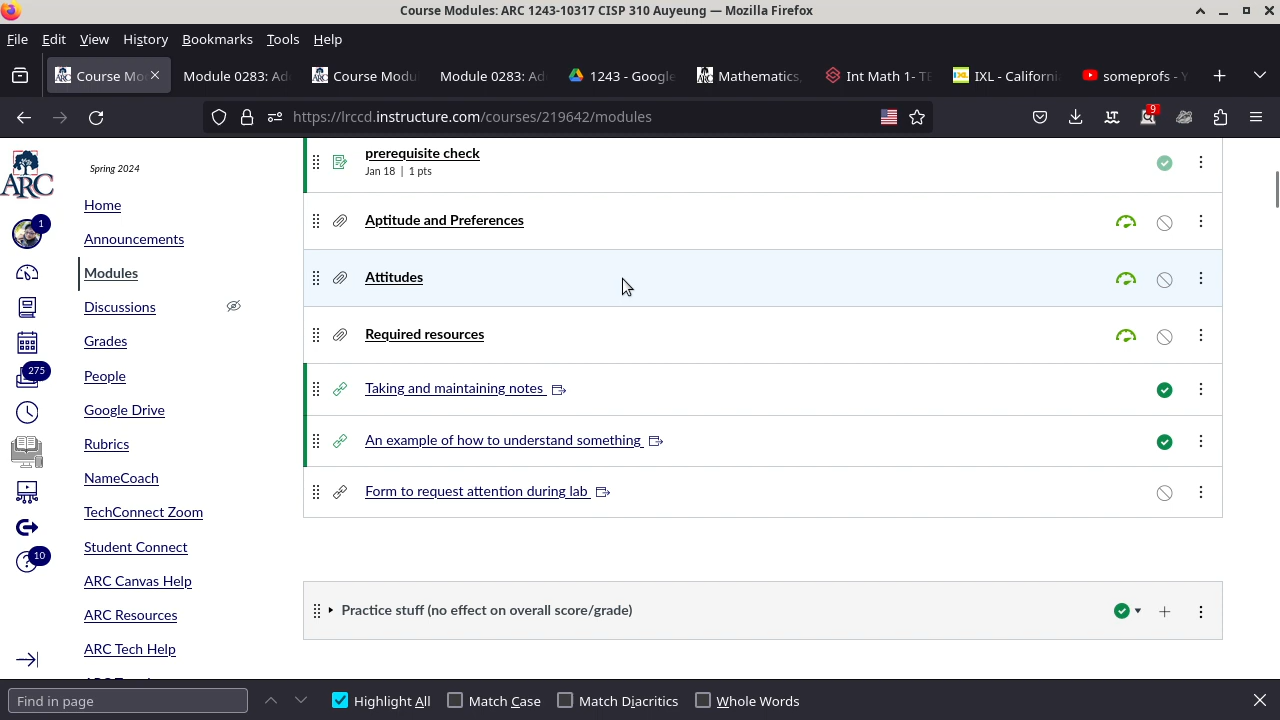 Course Modules: ARC 1243-10317 CISP 310 Auyeung — Mozilla Firefox
File Edit View History Bookmarks Tools Help
Course Mo
Module 0283: Ad
Course Modu
Module 0283: Ad
1243 - Google
Mathematics,
Int Math 1- TE
IXL - Californi
someprofs - Y
https://lrccd.instructure.com/courses/219642/modules
9
ARC
Spring 2024
1
275
10
Home
Announcements
Modules
Discussions
Grades
People
Google Drive
Rubrics
NameCoach
TechConnect Zoom
Student Connect
ARC Canvas Help
ARC Resources
ARC Tech Help
prerequisite check
Jan 18 | 1 pts
Aptitude and Preferences
Attitudes
Required resources
Taking and maintaining notes
An example of how to understand something
Form to request attention during lab
Practice stuff (no effect on overall score/grade)
Find in page
Highlight All
Match Case
Match Diacritics
Whole Words